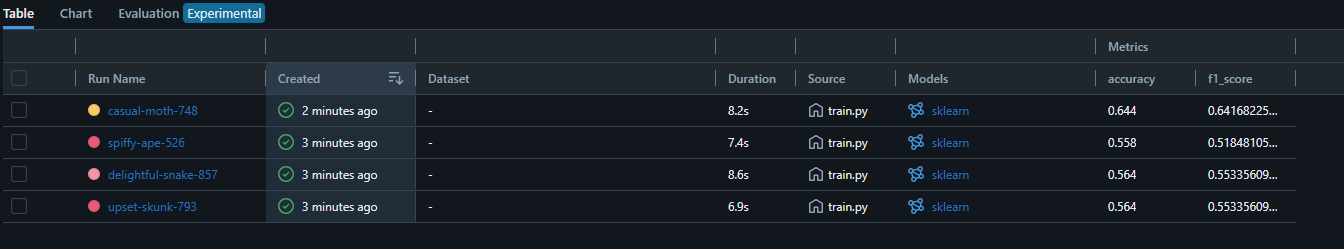 Table Chart Evaluation Experimental
Metrics
Run Name Created Dataset Duration Source Models accuracy f1_score
casual-moth-748 2 minutes ago - 8.2s train.py sklearn 0.644 0.64168225...
spiffy-ape-526 3 minutes ago - 7.4s train.py sklearn 0.558 0.51848105...
delightful-snake-857 3 minutes ago - 8.6s train.py sklearn 0.564 0.55335609...
upset-skunk-793 3 minutes ago - 6.9s train.py sklearn 0.564 0.55335609...